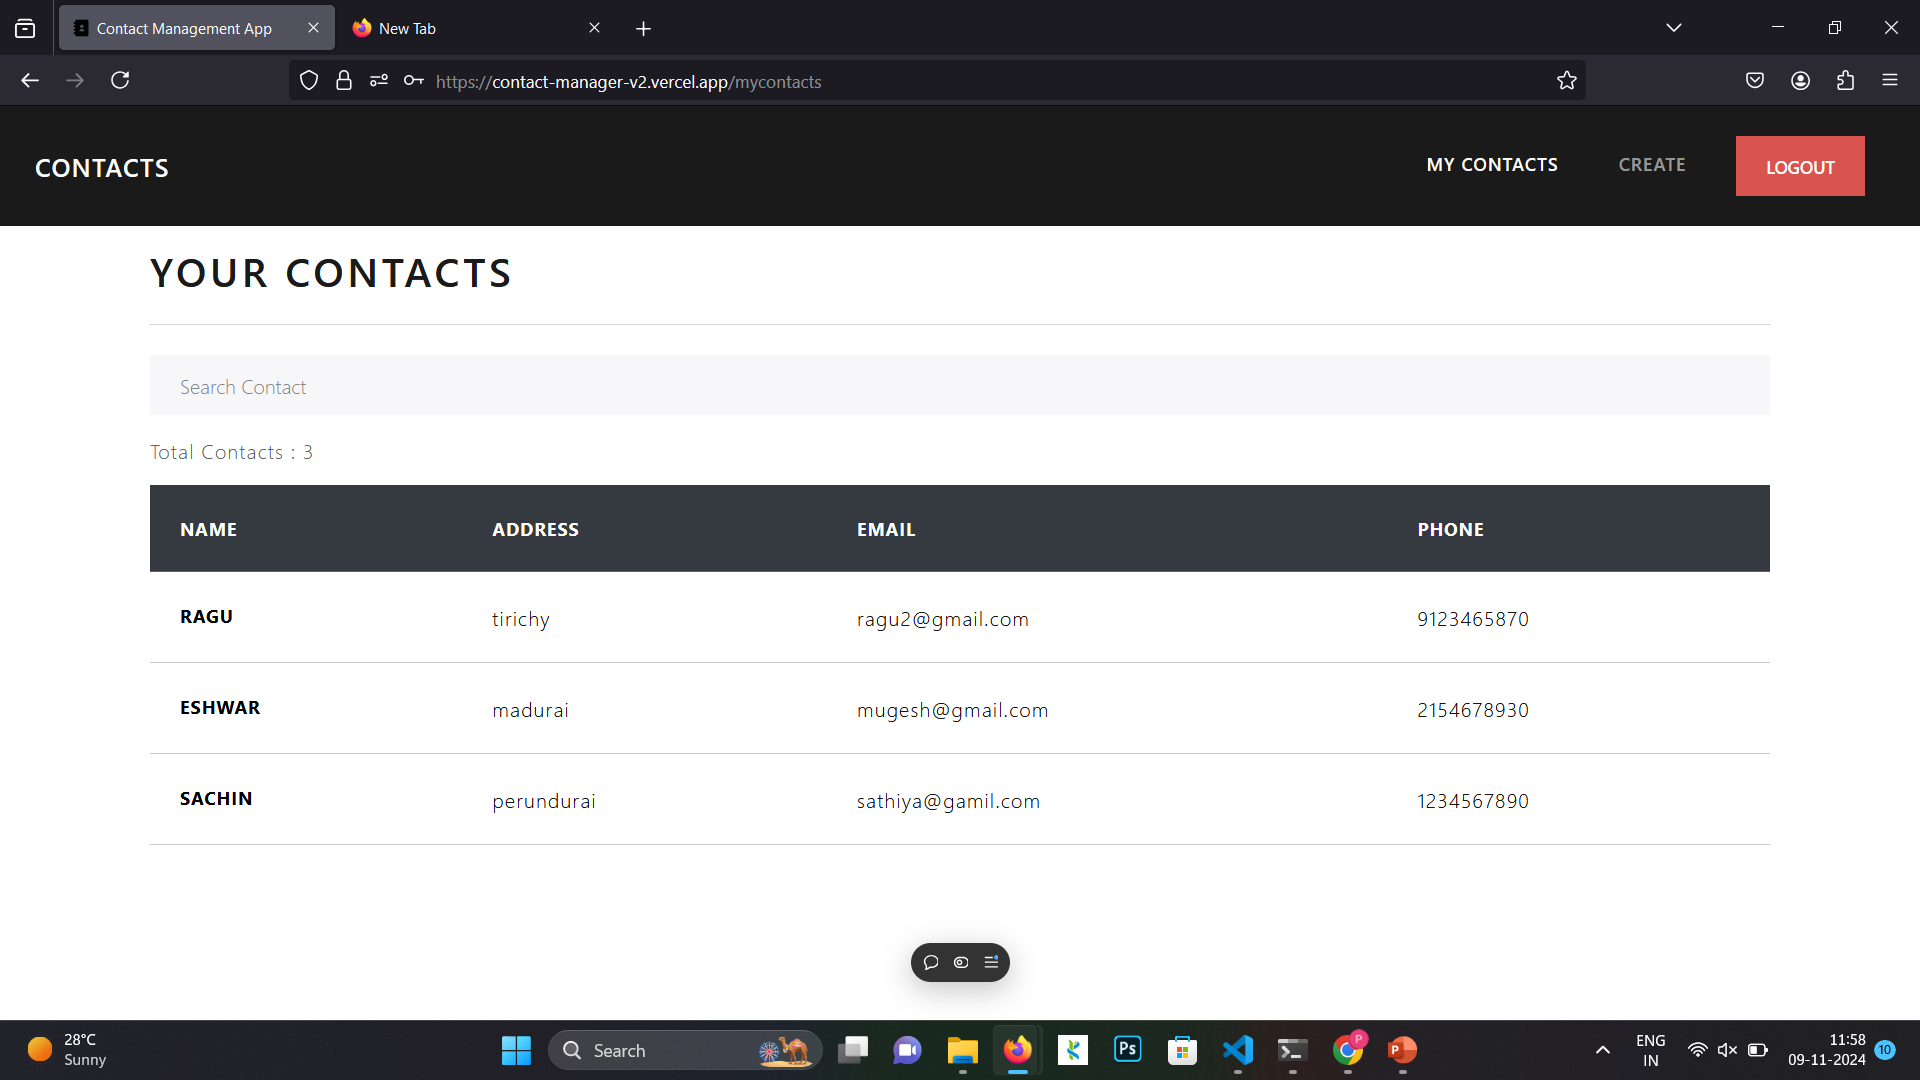 Contact Management App
New Tab
https://contact-manager-v2.vercel.app/mycontacts
CONTACTS
MY CONTACTS
CREATE
LOGOUT
YOUR CONTACTS
Search Contact
Total Contacts : 3
NAME ADDRESS EMAIL PHONE
RAGU tirichy ragu2@gmail.com 9123465870
ESHWAR madurai mugesh@gmail.com 2154678930
SACHIN perundurai sathiya@gamil.com 1234567890
28°C
Sunny
Search
Ps
P
P
ENG
IN
11:58
09-11-2024
10